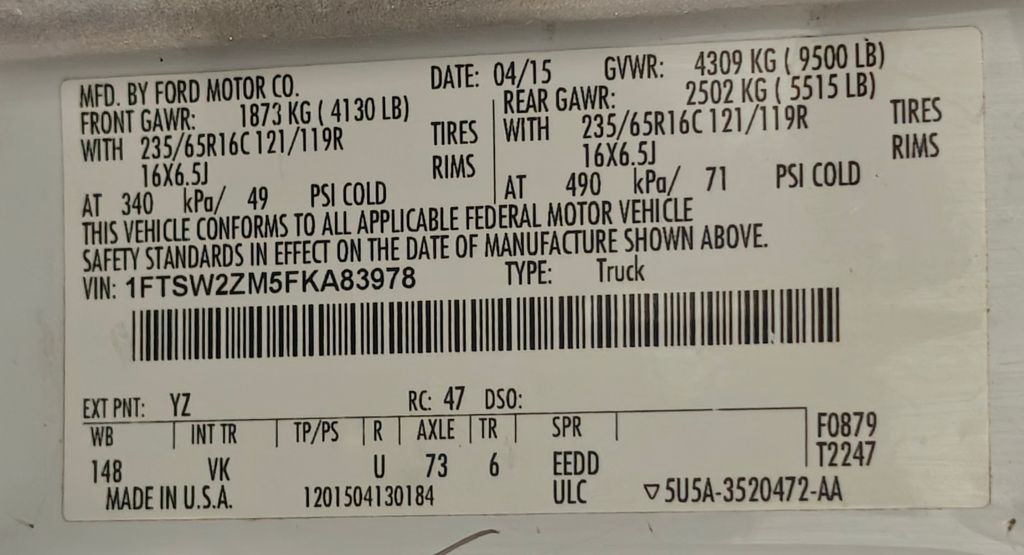 MFD. BY FORD MOTOR CO. DATE: 04/15 GVWR: 4309 KG ( 9500 LB)
FRONT GAWR: 1873 KG ( 4130 LB) REAR GAWR: 2502 KG ( 5515 LB)
WITH 235/65R16C 121/119R TIRES WITH 235/65R16C 121/119R TIRES
16X6.5J RIMS 16X6.5J RIMS
AT 340 kPa/ 49 PSI COLD AT 490 kPa/ 71 PSI COLD
THIS VEHICLE CONFORMS TO ALL APPLICABLE FEDERAL MOTOR VEHICLE
SAFETY STANDARDS IN EFFECT ON THE DATE OF MANUFACTURE SHOWN ABOVE.
VIN: 1FTSW2ZM5FKA83978 TYPE: Truck
EXT PNT: YZ RC: 47 DSO:
WB INT TR TP/PS R AXLE TR SPR F0879
148 VK U 73 6 EEDD T2247
MADE IN U.S.A. 1201504130184 ULC ▽5U5A-3520472-AA